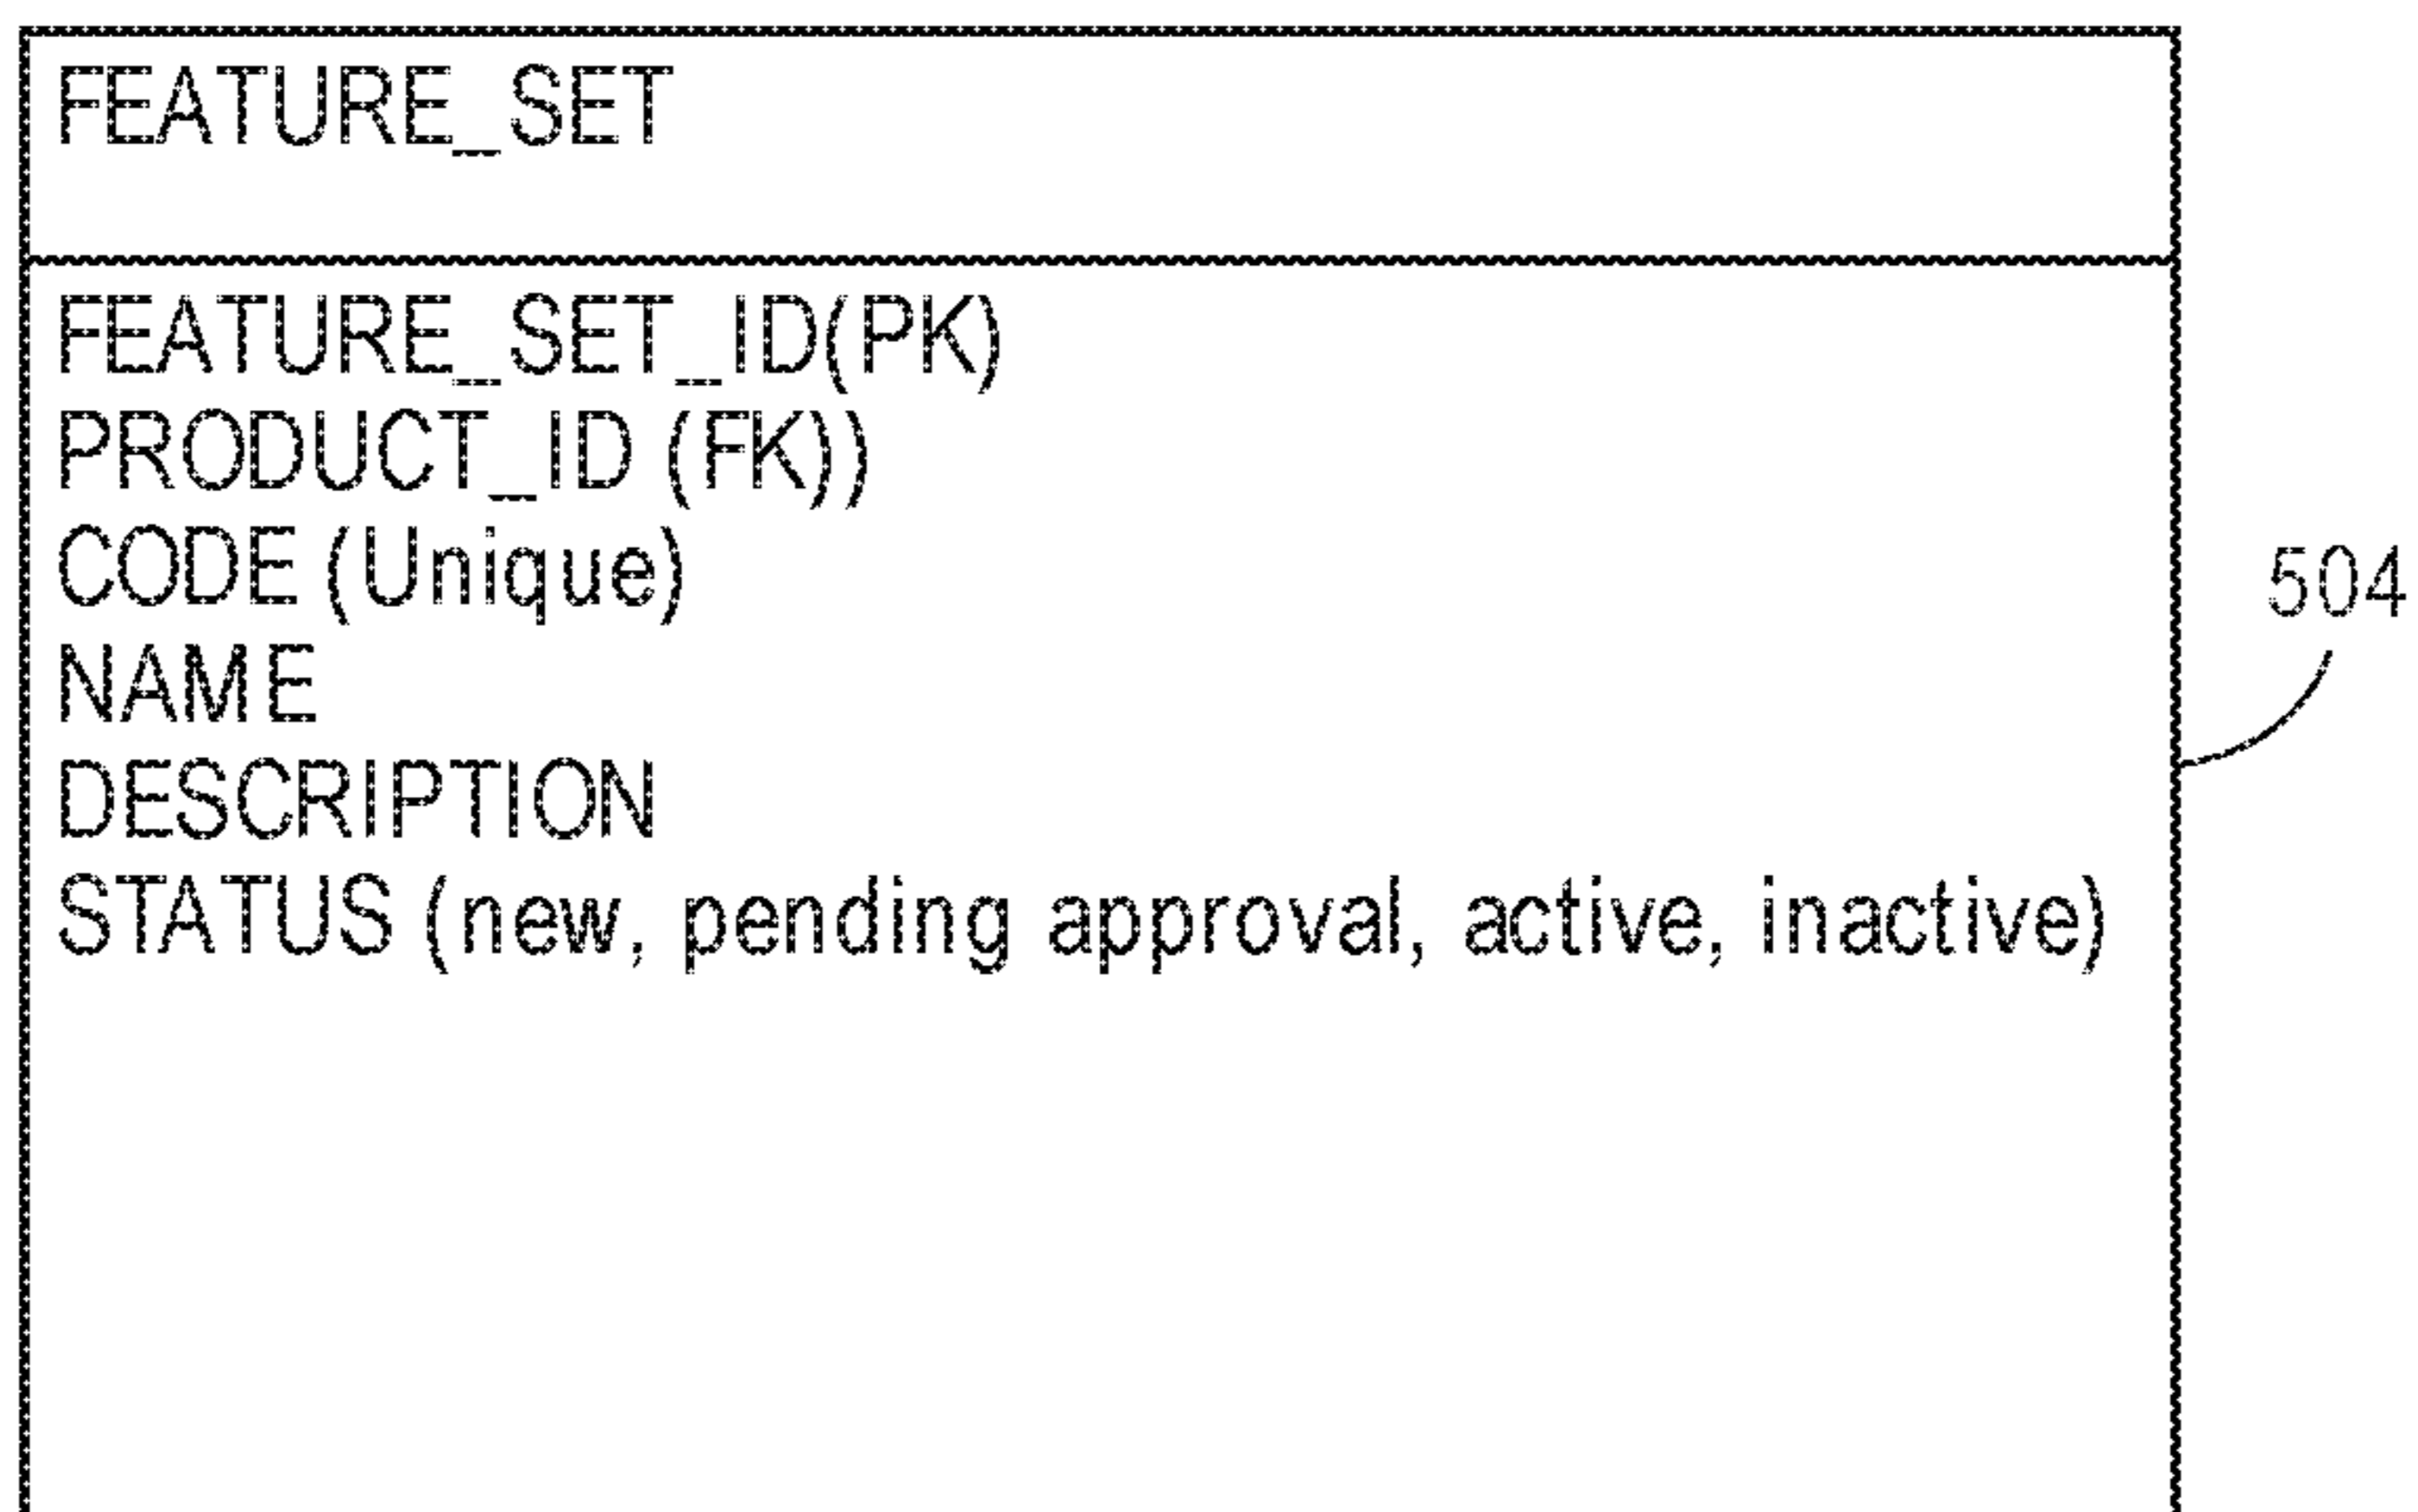 FEATURE_SET
FEATURE_SET_ID(PK)
PRODUCT_ID (FK))
CODE (Unique)
NAME
DESCRIPTION
STATUS (new, pending approval, active, inactive)
504